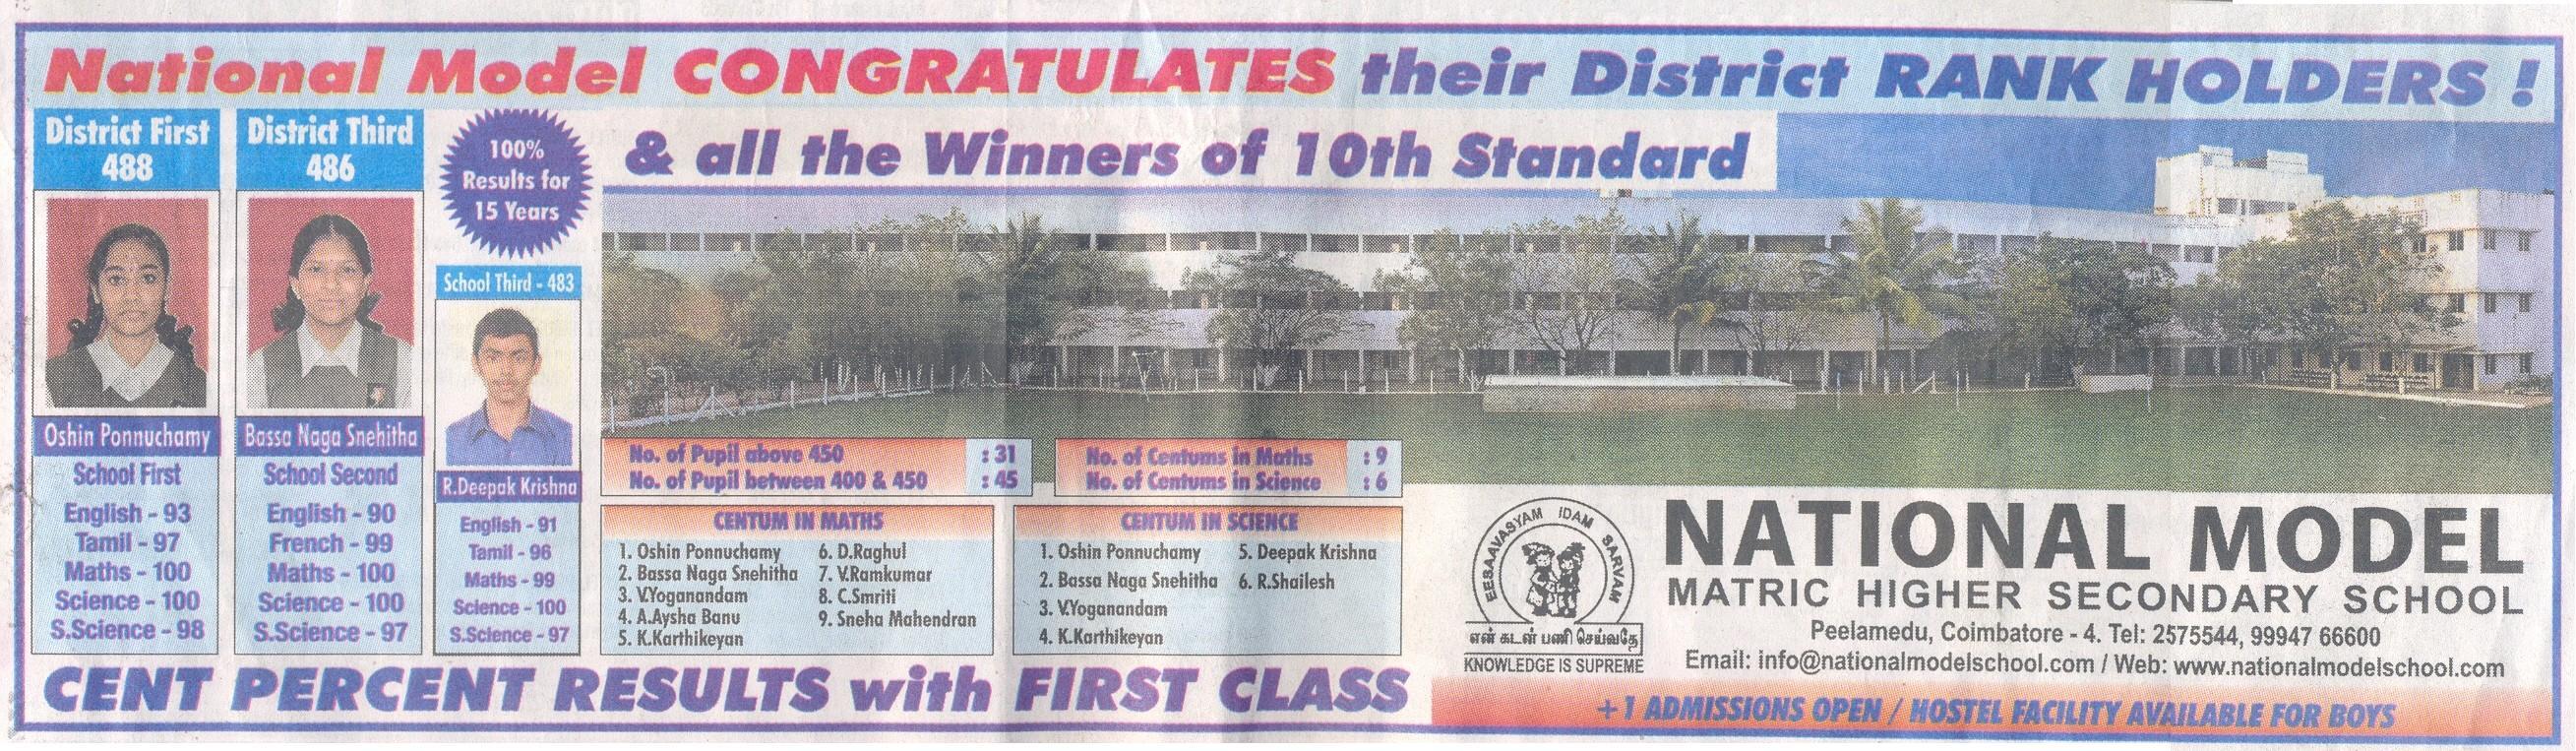 National Model CONGRATULATES their District RANK HOLDERS !
& all the Winners of 10th Standard
District First
488
Oshin Ponnuchamy
School First
English - 93
Tamil - 97
Maths - 100
Science - 100
S.Science - 98
District Third
486
Bassa Naga Snehitha
School Second
English - 90
French - 99
Maths - 100
Science - 100
S.Science - 97
100%
Results for
15 Years
School Third - 483
R.Deepak Krishna
English - 91
Tamil - 96
Maths - 99
Science - 100
S.Science - 97
No. of Pupil above 450 : 31
No. of Pupil between 400 & 450 : 45
No. of Centums in Maths : 9
No. of Centums in Science : 6
CENTUM IN MATHS
1. Oshin Ponnuchamy
2. Bassa Naga Snehitha
3. V.Yoganandam
4. A.Aysha Banu
5. K.Karthikeyan
6. D.Raghul
7. V.Ramkumar
8. C.Smriti
9. Sneha Mahendran
CENTUM IN SCIENCE
1. Oshin Ponnuchamy
2. Bassa Naga Snehitha
3. V.Yoganandam
4. K.Karthikeyan
5. Deepak Krishna
6. R.Shailesh
EESAAVASYAM IDAM SARVAM
என் கடன் பணி செய்வதே
KNOWLEDGE IS SUPREME
NATIONAL MODEL
MATRIC HIGHER SECONDARY SCHOOL
Peelamedu, Coimbatore - 4. Tel: 2575544, 99947 66600
Email: info@nationalmodelschool.com / Web: www.nationalmodelschool.com
CENT PERCENT RESULTS with FIRST CLASS
+1 ADMISSIONS OPEN / HOSTEL FACILITY AVAILABLE FOR BOYS